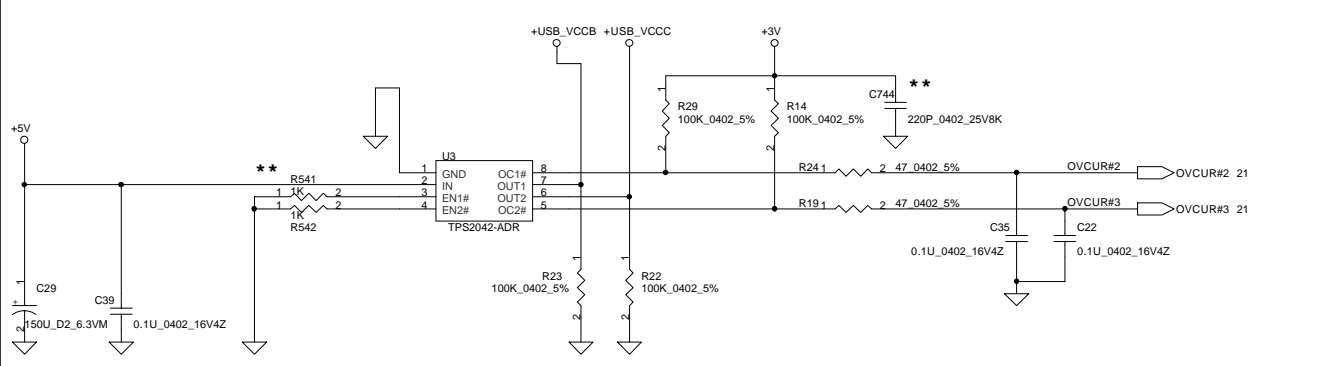 +USB_VCCB +USB_VCCC
+3V
**
C744
220P_0402_25V8K
1
R29
100K_0402_5%
2
1
R14
100K_0402_5%
2
+5V
**
R541
1K
1 2
1 2
1K
R542
U3
1 GND
2 IN
3 EN1#
4 EN2#
OC1# 8
OUT1 7
OUT2 6
OC2# 5
TPS2042-ADR
R24 1 2 47_0402_5%
OVCUR#2
OVCUR#2 21
R19 1 2 47_0402_5%
OVCUR#3
OVCUR#3 21
C35
0.1U_0402_16V4Z
C22
0.1U_0402_16V4Z
1
R23
100K_0402_5%
2
1
R22
100K_0402_5%
2
1
C29
+
2
150U_D2_6.3VM
C39
0.1U_0402_16V4Z